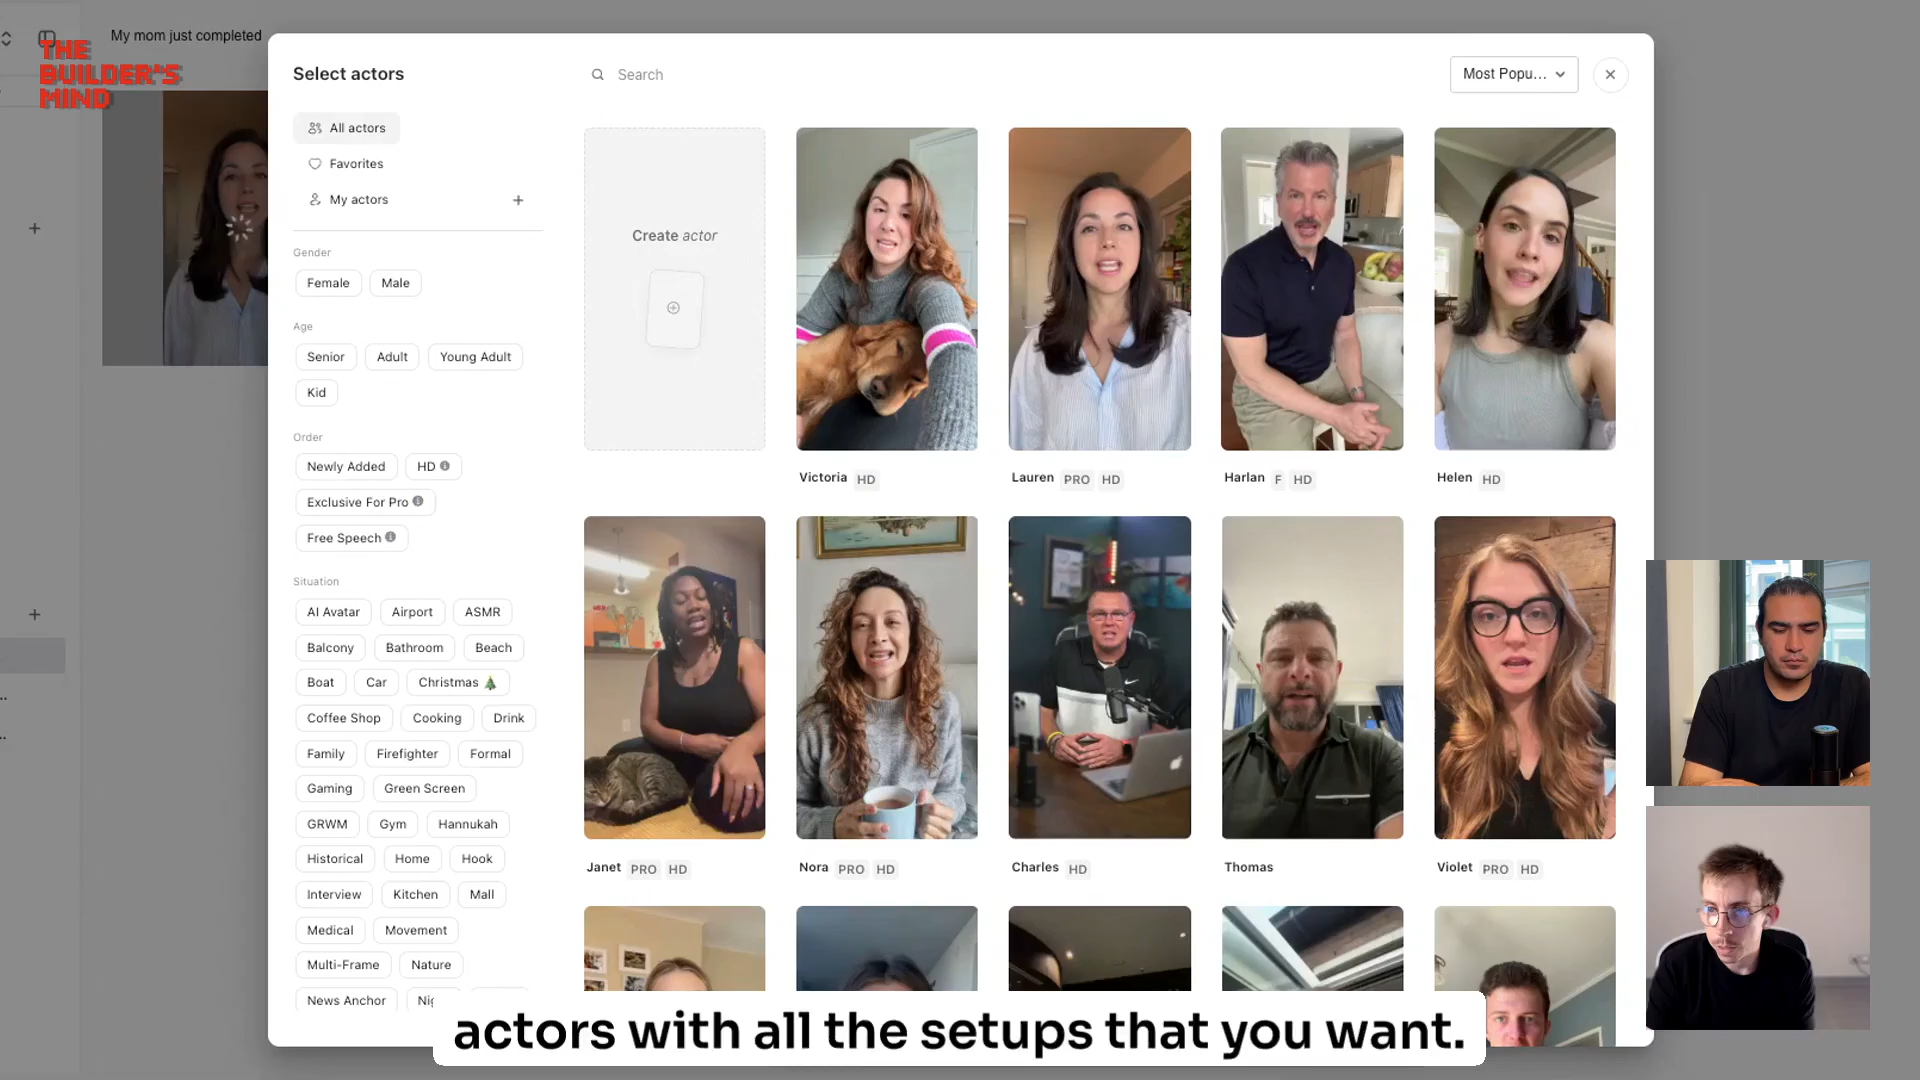 My mom just completed
THE
BUILDER'S
MIND
Select actors
Search
Most Popu...
All actors
Favorites
My actors
Gender
Female Male
Age
Senior Adult Young Adult
Kid
Order
Newly Added HD
Exclusive For Pro
Free Speech
Situation
AI Avatar Airport ASMR
Balcony Bathroom Beach
Boat Car Christmas 🎄
Coffee Shop Cooking Drink
Family Firefighter Formal
Gaming Green Screen
GRWM Gym Hannukah
Historical Home Hook
Interview Kitchen Mall
Medical Movement
Multi-Frame Nature
News Anchor
Create actor
Victoria HD
Lauren PRO HD
Harlan F HD
Helen HD
Janet PRO HD
Nora PRO HD
Charles HD
Thomas
Violet PRO HD
actors with all the setups that you want.